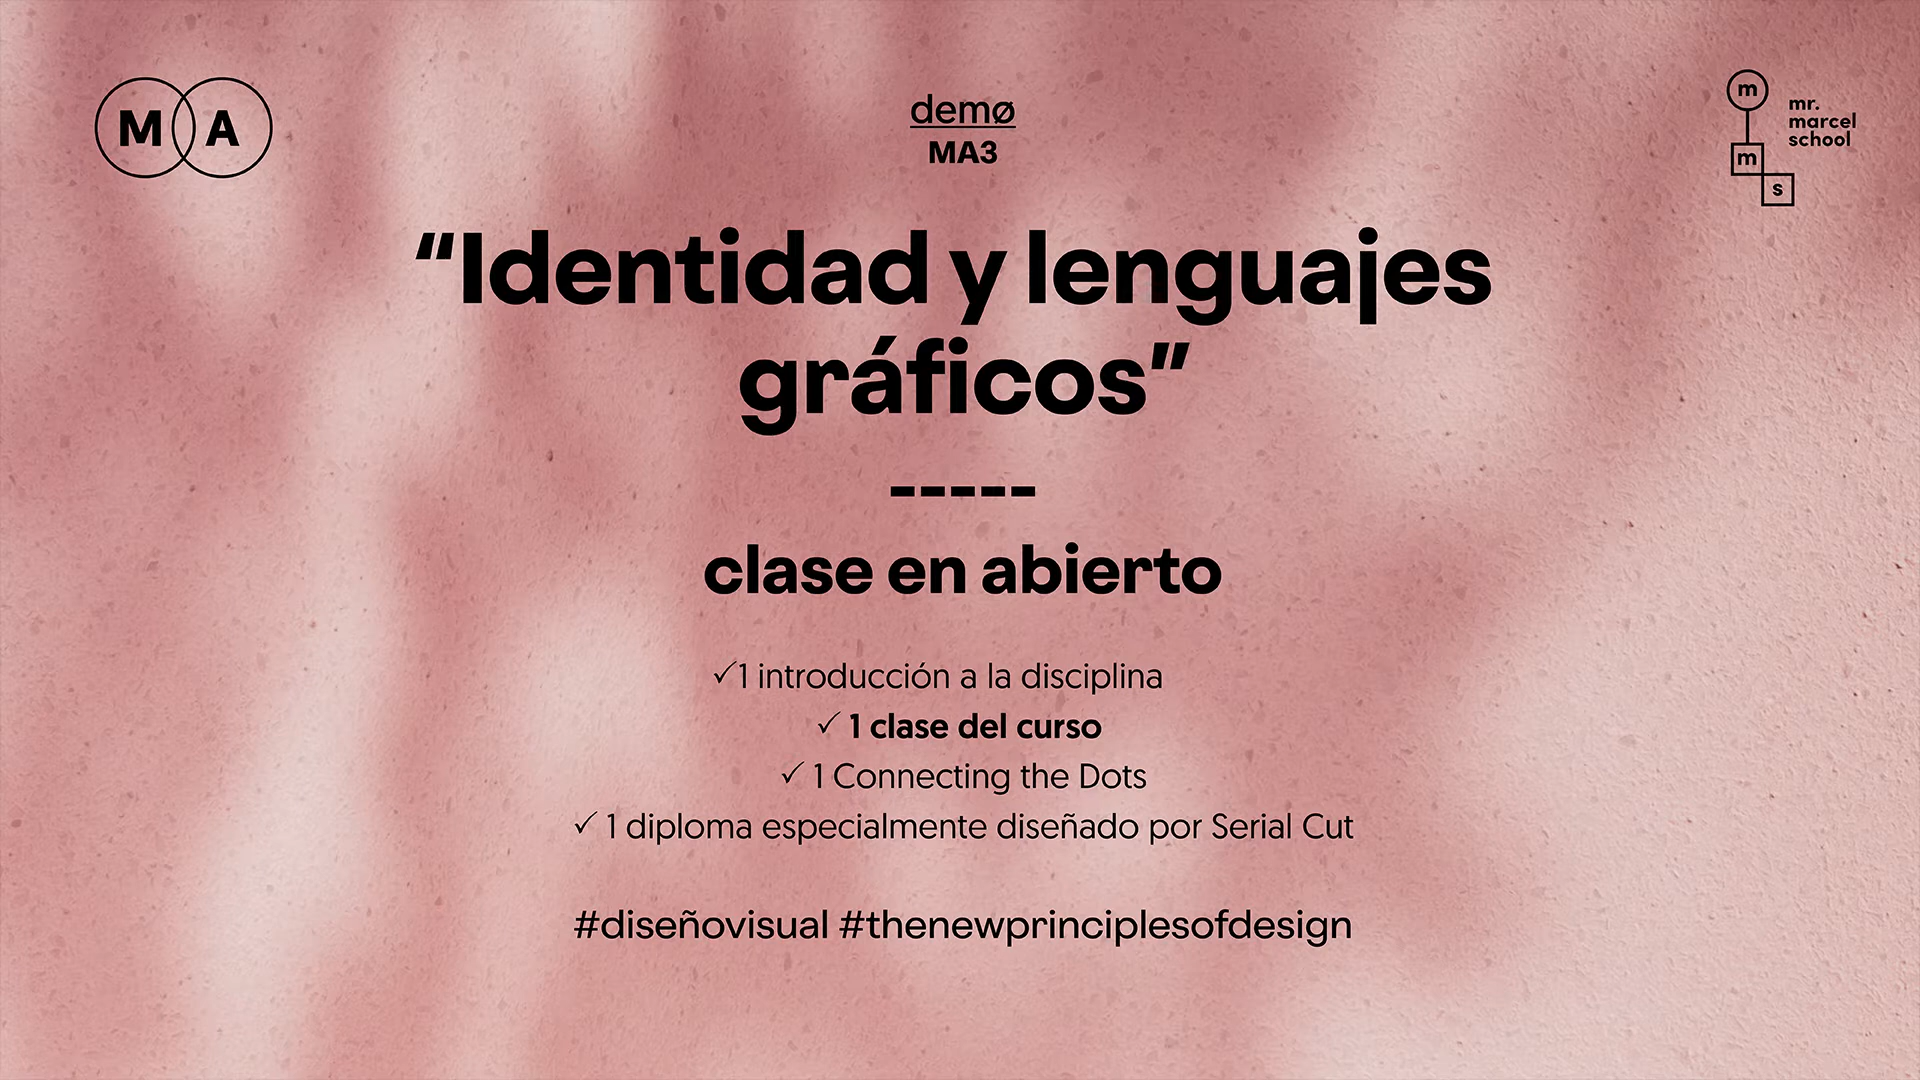 M A
demø
MA3
m
m
s
mr.
marcel
school
“Identidad y lenguajes
gráficos”
-----
clase en abierto
✓1 introducción a la disciplina
✓ 1 clase del curso
✓ 1 Connecting the Dots
✓ 1 diploma especialmente diseñado por Serial Cut
#diseñovisual #thenewprinciplesofdesign